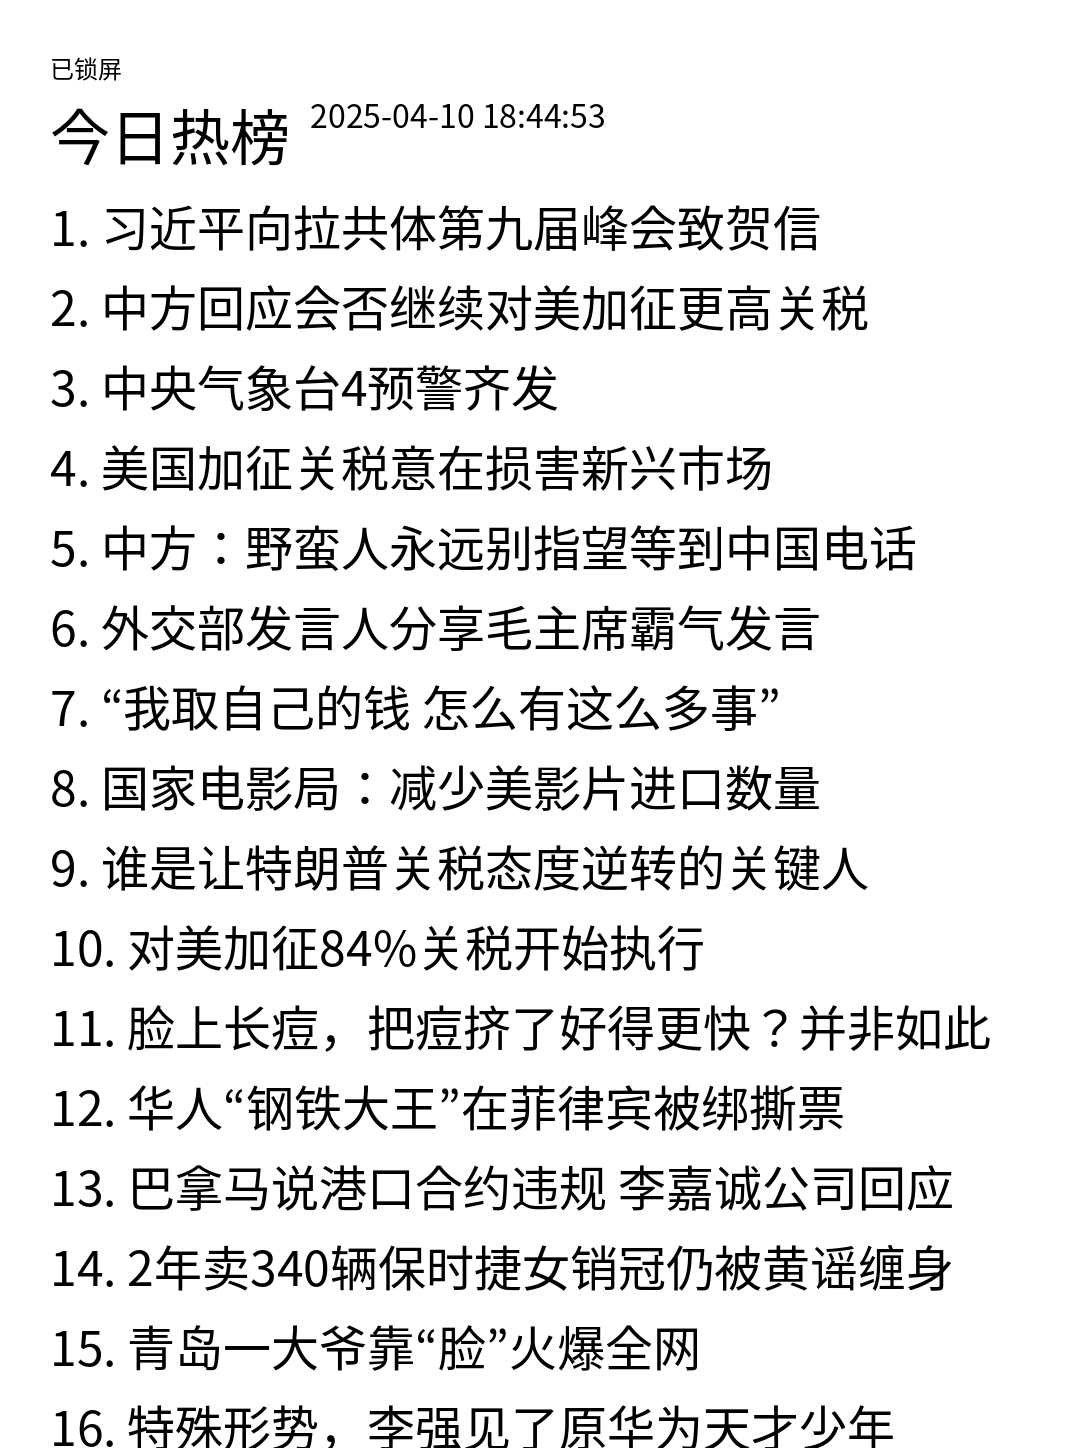 已锁屏
今日热榜 2025-04-10 18:44:53
1. 习近平向拉共体第九届峰会致贺信
2. 中方回应会否继续对美加征更高关税
3. 中央气象台4预警齐发
4. 美国加征关税意在损害新兴市场
5. 中方：野蛮人永远别指望等到中国电话
6. 外交部发言人分享毛主席霸气发言
7. “我取自己的钱 怎么有这么多事”
8. 国家电影局：减少美影片进口数量
9. 谁是让特朗普关税态度逆转的关键人
10. 对美加征84%关税开始执行
11. 脸上长痘，把痘挤了好得更快？并非如此
12. 华人“钢铁大王”在菲律宾被绑撕票
13. 巴拿马说港口合约违规 李嘉诚公司回应
14. 2年卖340辆保时捷女销冠仍被黄谣缠身
15. 青岛一大爷靠“脸”火爆全网
16. 特殊形势，李强见了原华为天才少年